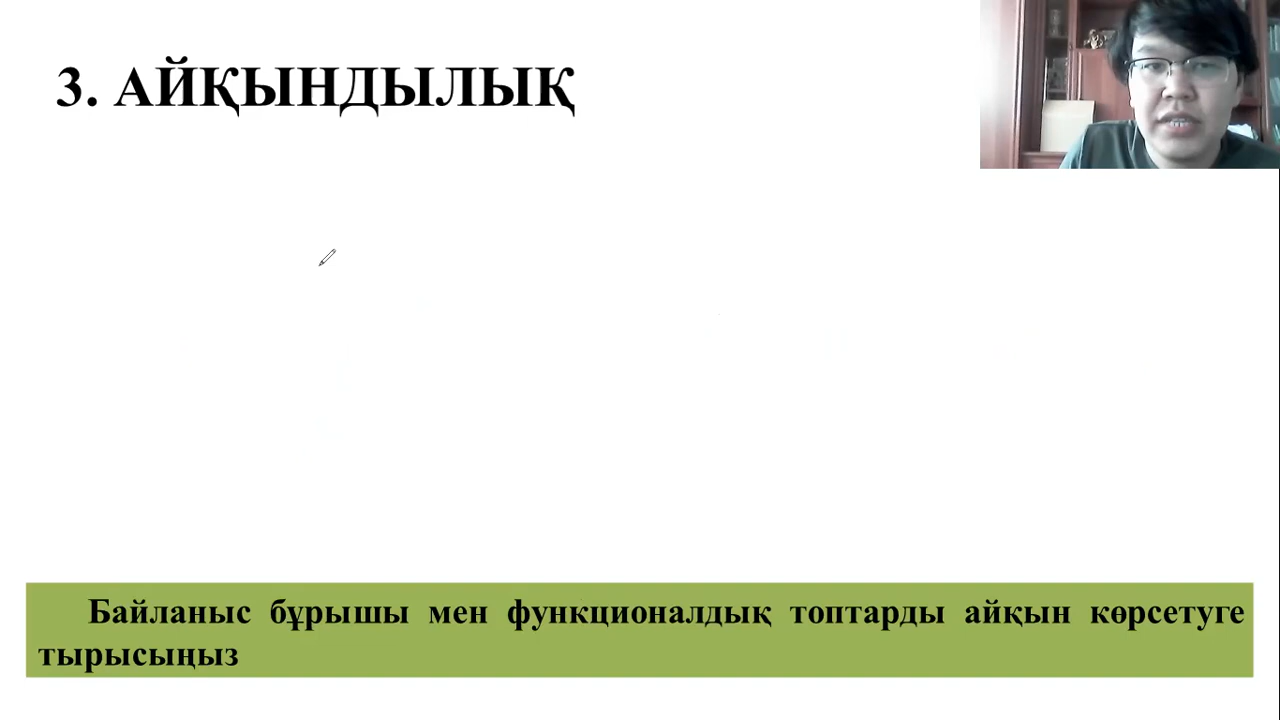 3. АЙҚЫНДЫЛЫҚ
Байланыс бұрышы мен функционалдық топтарды айқын көрсетуге
тырысыңыз